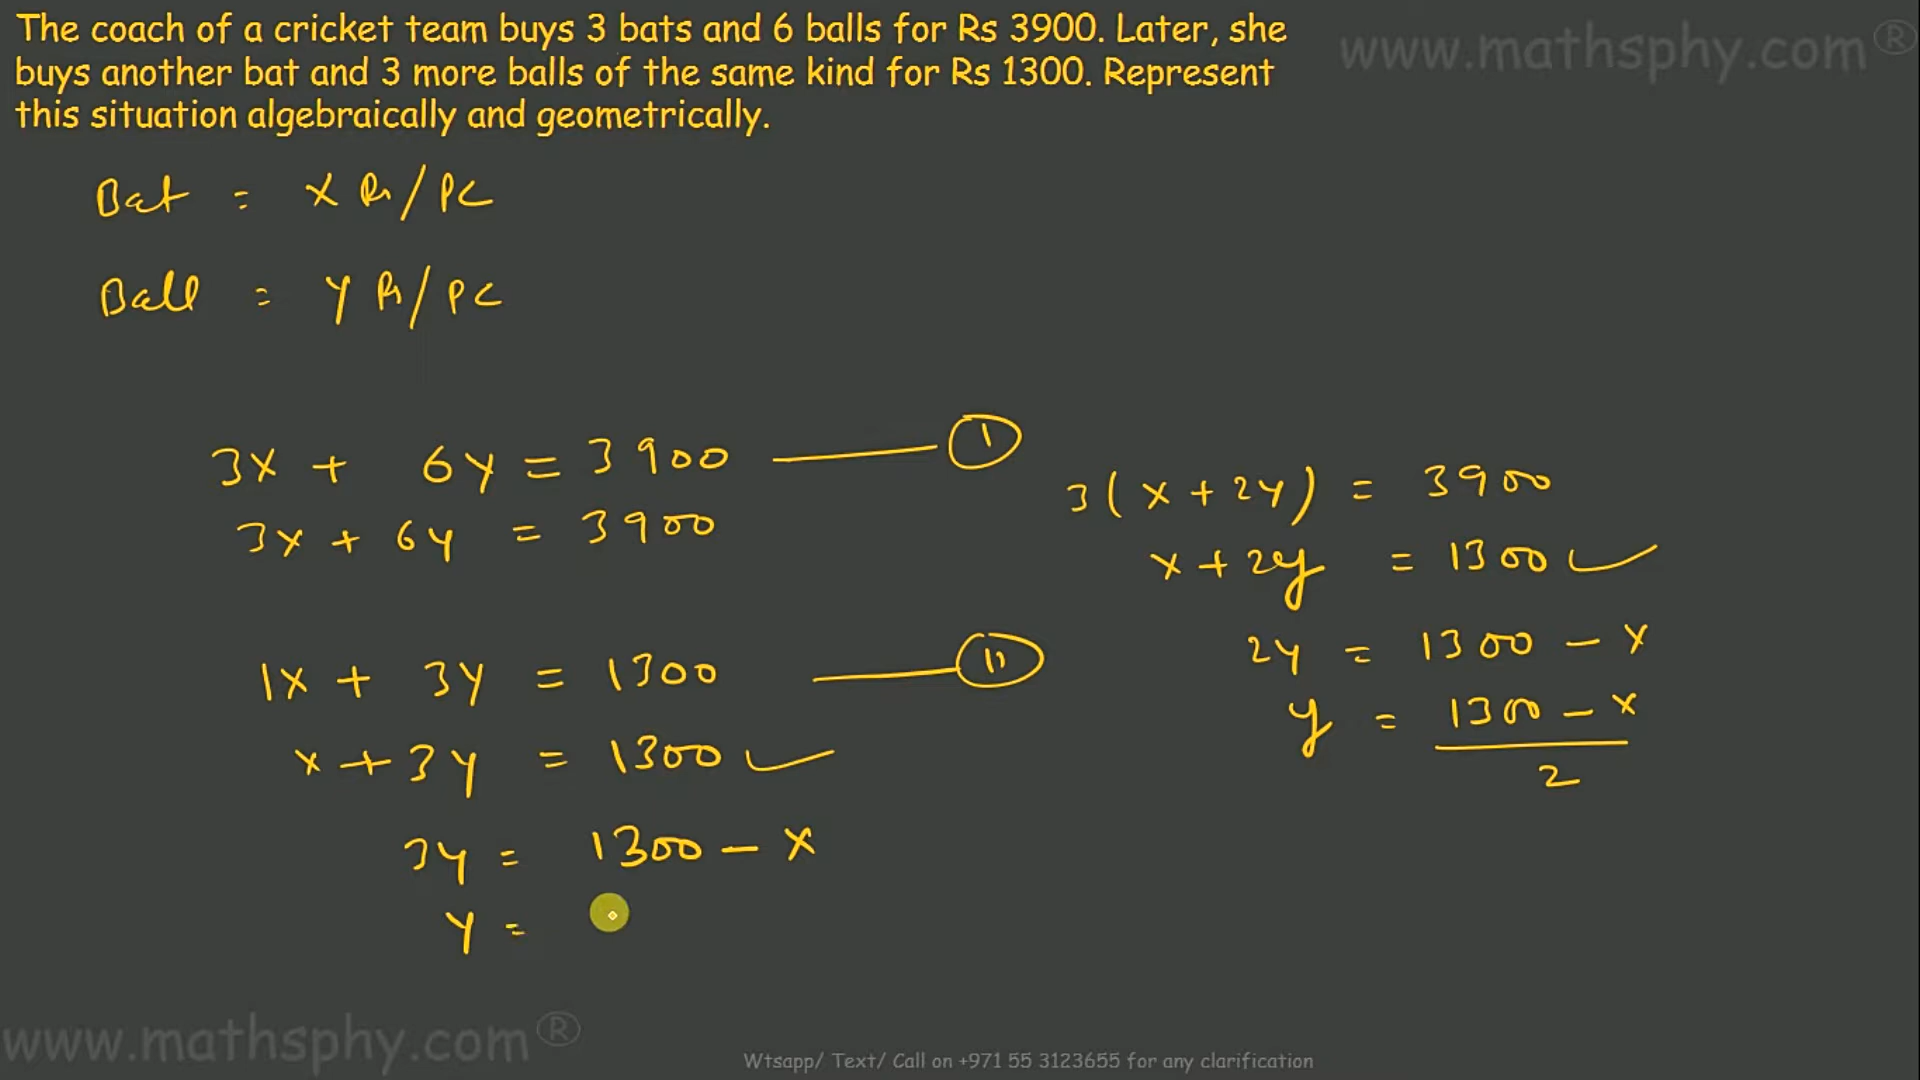 The coach of a cricket team buys 3 bats and 6 balls for Rs 3900. Later, she
buys another bat and 3 more balls of the same kind for Rs 1300. Represent
this situation algebraically and geometrically.
www.mathsphy.com®
Bat = x Rs/PC
Ball = y Rs/PC
3x + 6y = 3900 ——— ①
3x + 6y = 3900
1x + 3y = 1300 ——— (11)
x + 3y = 1300 ✓
3y = 1300 - x
y =
3(x + 2y) = 3900
x + 2y = 1300 ✓
2y = 1300 - x
y = 1300 - x
2
www.mathsphy.com®
Wtsapp/ Text/ Call on +971 55 3123655 for any clarification